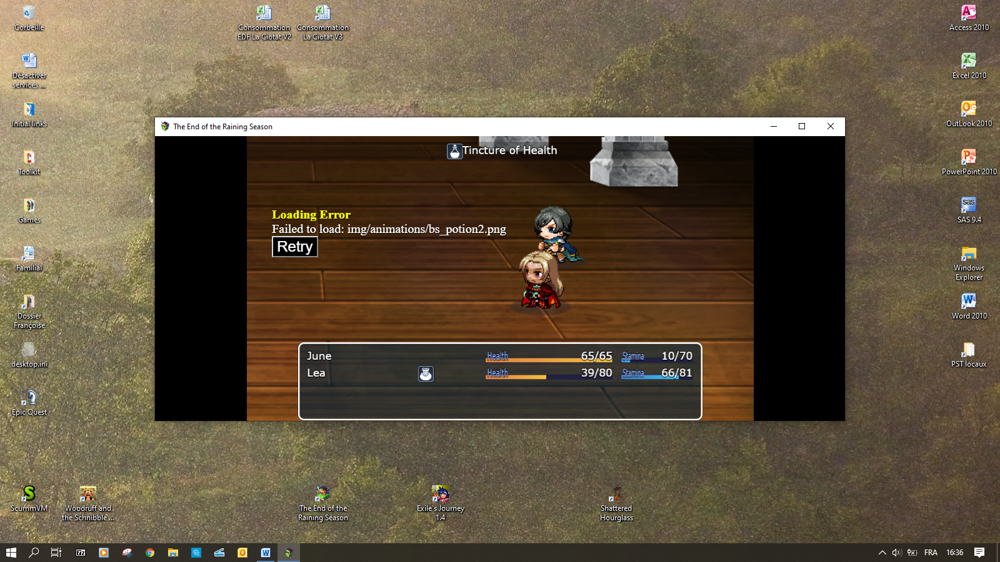 Corbeille
Consommation
EDF La Ciotat V2
Consommation
La Ciotat V3
Access 2010
Désactiver
services ...
Excel 2010
Initial links
OutLook 2010
The End of the Raining Season
Tincture of Health
Toolkit
PowerPoint 2010
Loading Error
Failed to load: img/animations/bs_potion2.png
Retry
Games
SAS 9.4
Familial
Windows
Explorer
Dossier
Françoise
Word 2010
June
Health 65/65 Stamina 10/70
Lea
Health 39/80 Stamina 66/81
desktop.ini
PST locaux
Epic Quest
ScummVM
Woodruff and
the Schnibble ...
The End of the
Raining Season
Exile's Journey
1.4
Shattered
Hourglass
FRA
16:36